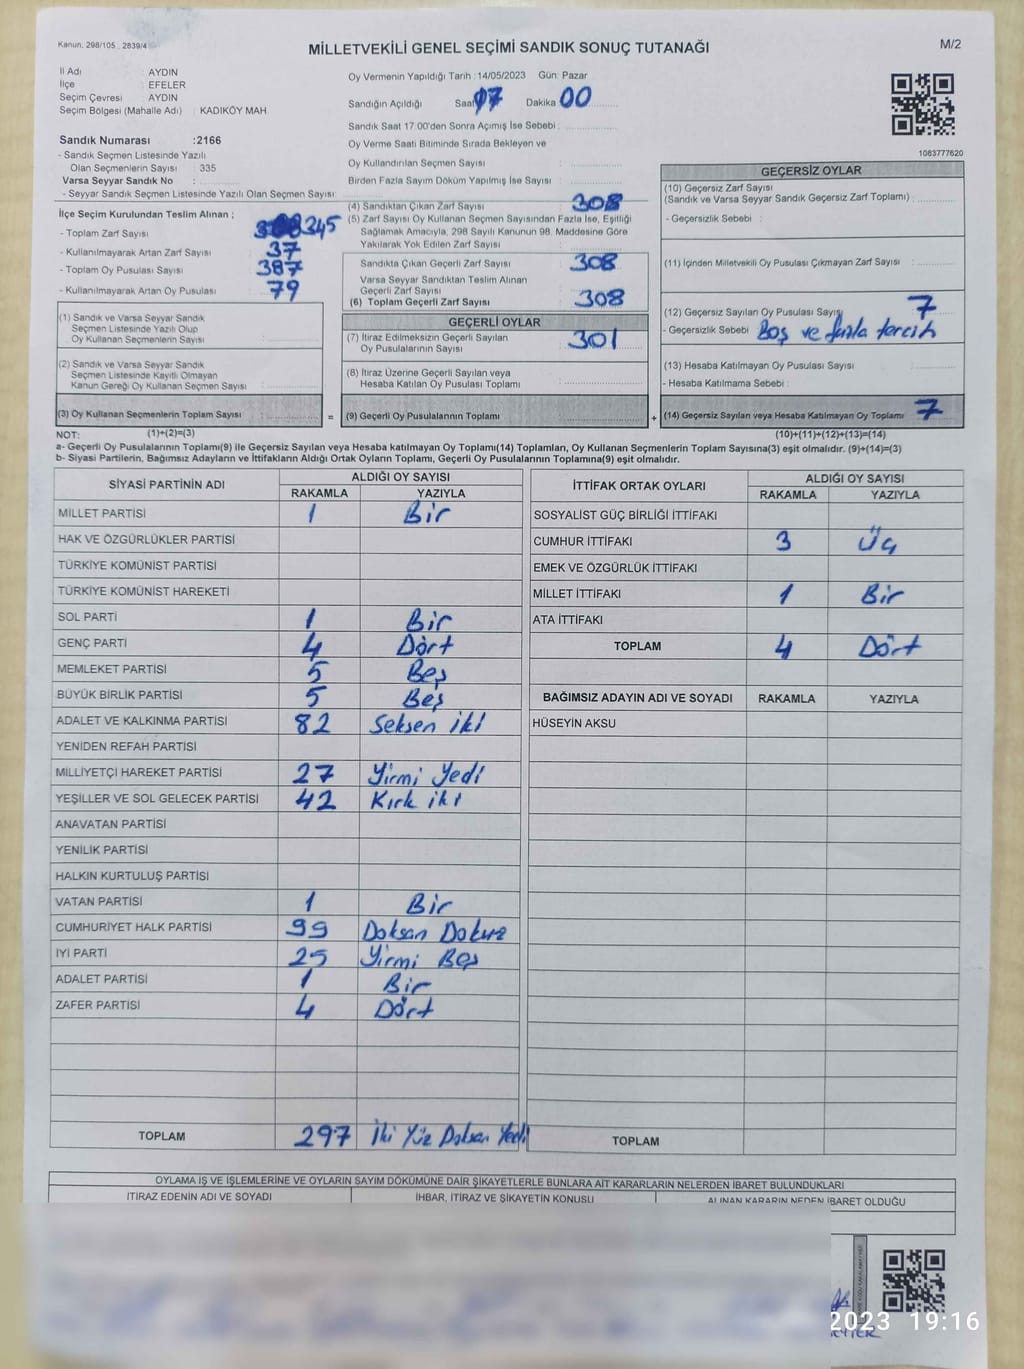 Kanun. 298/105 . 2839/4
MİLLETVEKİLİ GENEL SEÇİMİ SANDIK SONUÇ TUTANAĞI
M/2
İl Adı : AYDIN
İlçe : EFELER
Seçim Çevresi : AYDIN
Seçim Bölgesi (Mahalle Adı) : KADIKÖY MAH.
Sandık Numarası :2166
- Sandık Seçmen Listesinde Yazılı
Olan Seçmenlerin Sayısı : 335
Varsa Seyyar Sandık No :
- Seyyar Sandık Seçmen Listesinde Yazılı Olan Seçmen Sayısı:
Oy Vermenin Yapıldığı Tarih :14/05/2023 Gün: Pazar
Sandığın Açıldığı Saat 17 Dakika 00
Sandık Saat 17:00'den Sonra Açımış İse Sebebi :
Oy Verme Saati Bitiminde Sırada Bekleyen ve
Oy Kullandırılan Seçmen Sayısı :
Birden Fazla Sayım Döküm Yapılmış İse Sayısı :
1083777620
İlçe Seçim Kurulundan Teslim Alınan ;
- Toplam Zarf Sayısı : 345
- Kullanılmayarak Artan Zarf Sayısı : 37
- Toplam Oy Pusulası Sayısı : 387
- Kullanılmayarak Artan Oy Pusulası : 79
(1) Sandık ve Varsa Seyyar Sandık
Seçmen Listesinde Yazılı Olup
Oy Kullanan Seçmenlerin Sayısı :
(2) Sandık ve Varsa Seyyar Sandık
Seçmen Listesinde Kayıtlı Olmayan
Kanun Gereği Oy Kullanan Seçmen Sayısı :
(3) Oy Kullanan Seçmenlerin Toplam Sayısı
(4) Sandıktan Çıkan Zarf Sayısı : 308
(5) Zarf Sayısı Oy Kullanan Seçmen Sayısından Fazla İse, Eşitliği
Sağlamak Amacıyla, 298 Sayılı Kanunun 98. Maddesine Göre
Yakılarak Yok Edilen Zarf Sayısı :
Sandıkta Çıkan Geçerli Zarf Sayısı : 308
Varsa Seyyar Sandıktan Teslim Alınan
Geçerli Zarf Sayısı :
(6) Toplam Geçerli Zarf Sayısı : 308
GEÇERLİ OYLAR
(7) İtiraz Edilmeksizin Geçerli Sayılan
Oy Pusulalarının Sayısı : 301
(8) İtiraz Üzerine Geçerli Sayılan veya
Hesaba Katılan Oy Pusulası Toplamı :
= (9) Geçerli Oy Pusulalarının Toplamı
GEÇERSİZ OYLAR
(10) Geçersiz Zarf Sayısı
(Sandık ve Varsa Seyyar Sandık Geçersiz Zarf Toplamı) :
- Geçersizlik Sebebi :
(11) İçinden Milletvekili Oy Pusulası Çıkmayan Zarf Sayısı :
(12) Geçersiz Sayılan Oy Pusulası Sayısı 7
- Geçersizlik Sebebi Boş ve fazla tercih
(13) Hesaba Katılmayan Oy Pusulası Sayısı :
- Hesaba Katılmama Sebebi :
+ (14) Geçersiz Sayılan veya Hesaba Katılmayan Oy Toplamı 7
NOT: (1)+(2)=(3)
(10)+(11)+(12)+(13)=(14)
a- Geçerli Oy Pusulalarının Toplamı(9) ile Geçersiz Sayılan veya Hesaba katılmayan Oy Toplamı(14) Toplamları, Oy Kullanan Seçmenlerin Toplam Sayısına(3) eşit olmalıdır. (9)+(14)=(3)
b- Siyasi Partilerin, Bağımsız Adayların ve İttifakların Aldığı Ortak Oyların Toplamı, Geçerli Oy Pusulalarının Toplamına(9) eşit olmalıdır.
SİYASİ PARTİNİN ADI ALDIĞI OY SAYISI
RAKAMLA YAZIYLA
MİLLET PARTİSİ 1 Bir
HAK VE ÖZGÜRLÜKLER PARTİSİ
TÜRKİYE KOMÜNİST PARTİSİ
TÜRKİYE KOMÜNİST HAREKETİ
SOL PARTİ 1 Bir
GENÇ PARTİ 4 Dört
MEMLEKET PARTİSİ 5 Beş
BÜYÜK BİRLİK PARTİSİ 5 Beş
ADALET VE KALKINMA PARTİSİ 82 Seksen iki
YENİDEN REFAH PARTİSİ
MİLLİYETÇİ HAREKET PARTİSİ 27 Yirmi Yedi
YEŞİLLER VE SOL GELECEK PARTİSİ 42 Kırk iki
ANAVATAN PARTİSİ
YENİLİK PARTİSİ
HALKIN KURTULUŞ PARTİSİ
VATAN PARTİSİ 1 Bir
CUMHURİYET HALK PARTİSİ 99 Doksan Dokuz
İYİ PARTİ 25 Yirmi Beş
ADALET PARTİSİ 1 Bir
ZAFER PARTİSİ 4 Dört
TOPLAM 297 İki Yüz Doksan Yedi
İTTİFAK ORTAK OYLARI ALDIĞI OY SAYISI
RAKAMLA YAZIYLA
SOSYALİST GÜÇ BİRLİĞİ İTTİFAKI
CUMHUR İTTİFAKI 3 Üç
EMEK VE ÖZGÜRLÜK İTTİFAKI
MİLLET İTTİFAKI 1 Bir
ATA İTTİFAKI
TOPLAM 4 Dört
BAĞIMSIZ ADAYIN ADI VE SOYADI RAKAMLA YAZIYLA
HÜSEYİN AKSU
TOPLAM
OYLAMA İŞ VE İŞLEMLERİNE VE OYLARIN SAYIM DÖKÜMÜNE DAİR ŞİKAYETLERLE BUNLARA AİT KARARLARIN NELERDEN İBARET BULUNDUKLARI
İTİRAZ EDENİN ADI VE SOYADI İHBAR, İTİRAZ VE ŞİKAYETİN KONUSU ALINAN KARARIN NEDEN İBARET OLDUĞU
2023 19:16